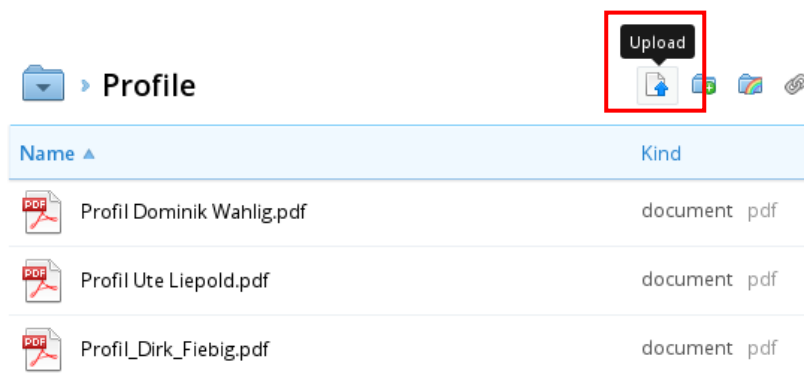 Upload
Profile
Name Kind
PDF Profil Dominik Wahlig.pdf document pdf
PDF Profil Ute Liepold.pdf document pdf
PDF Profil_Dirk_Fiebig.pdf document pdf